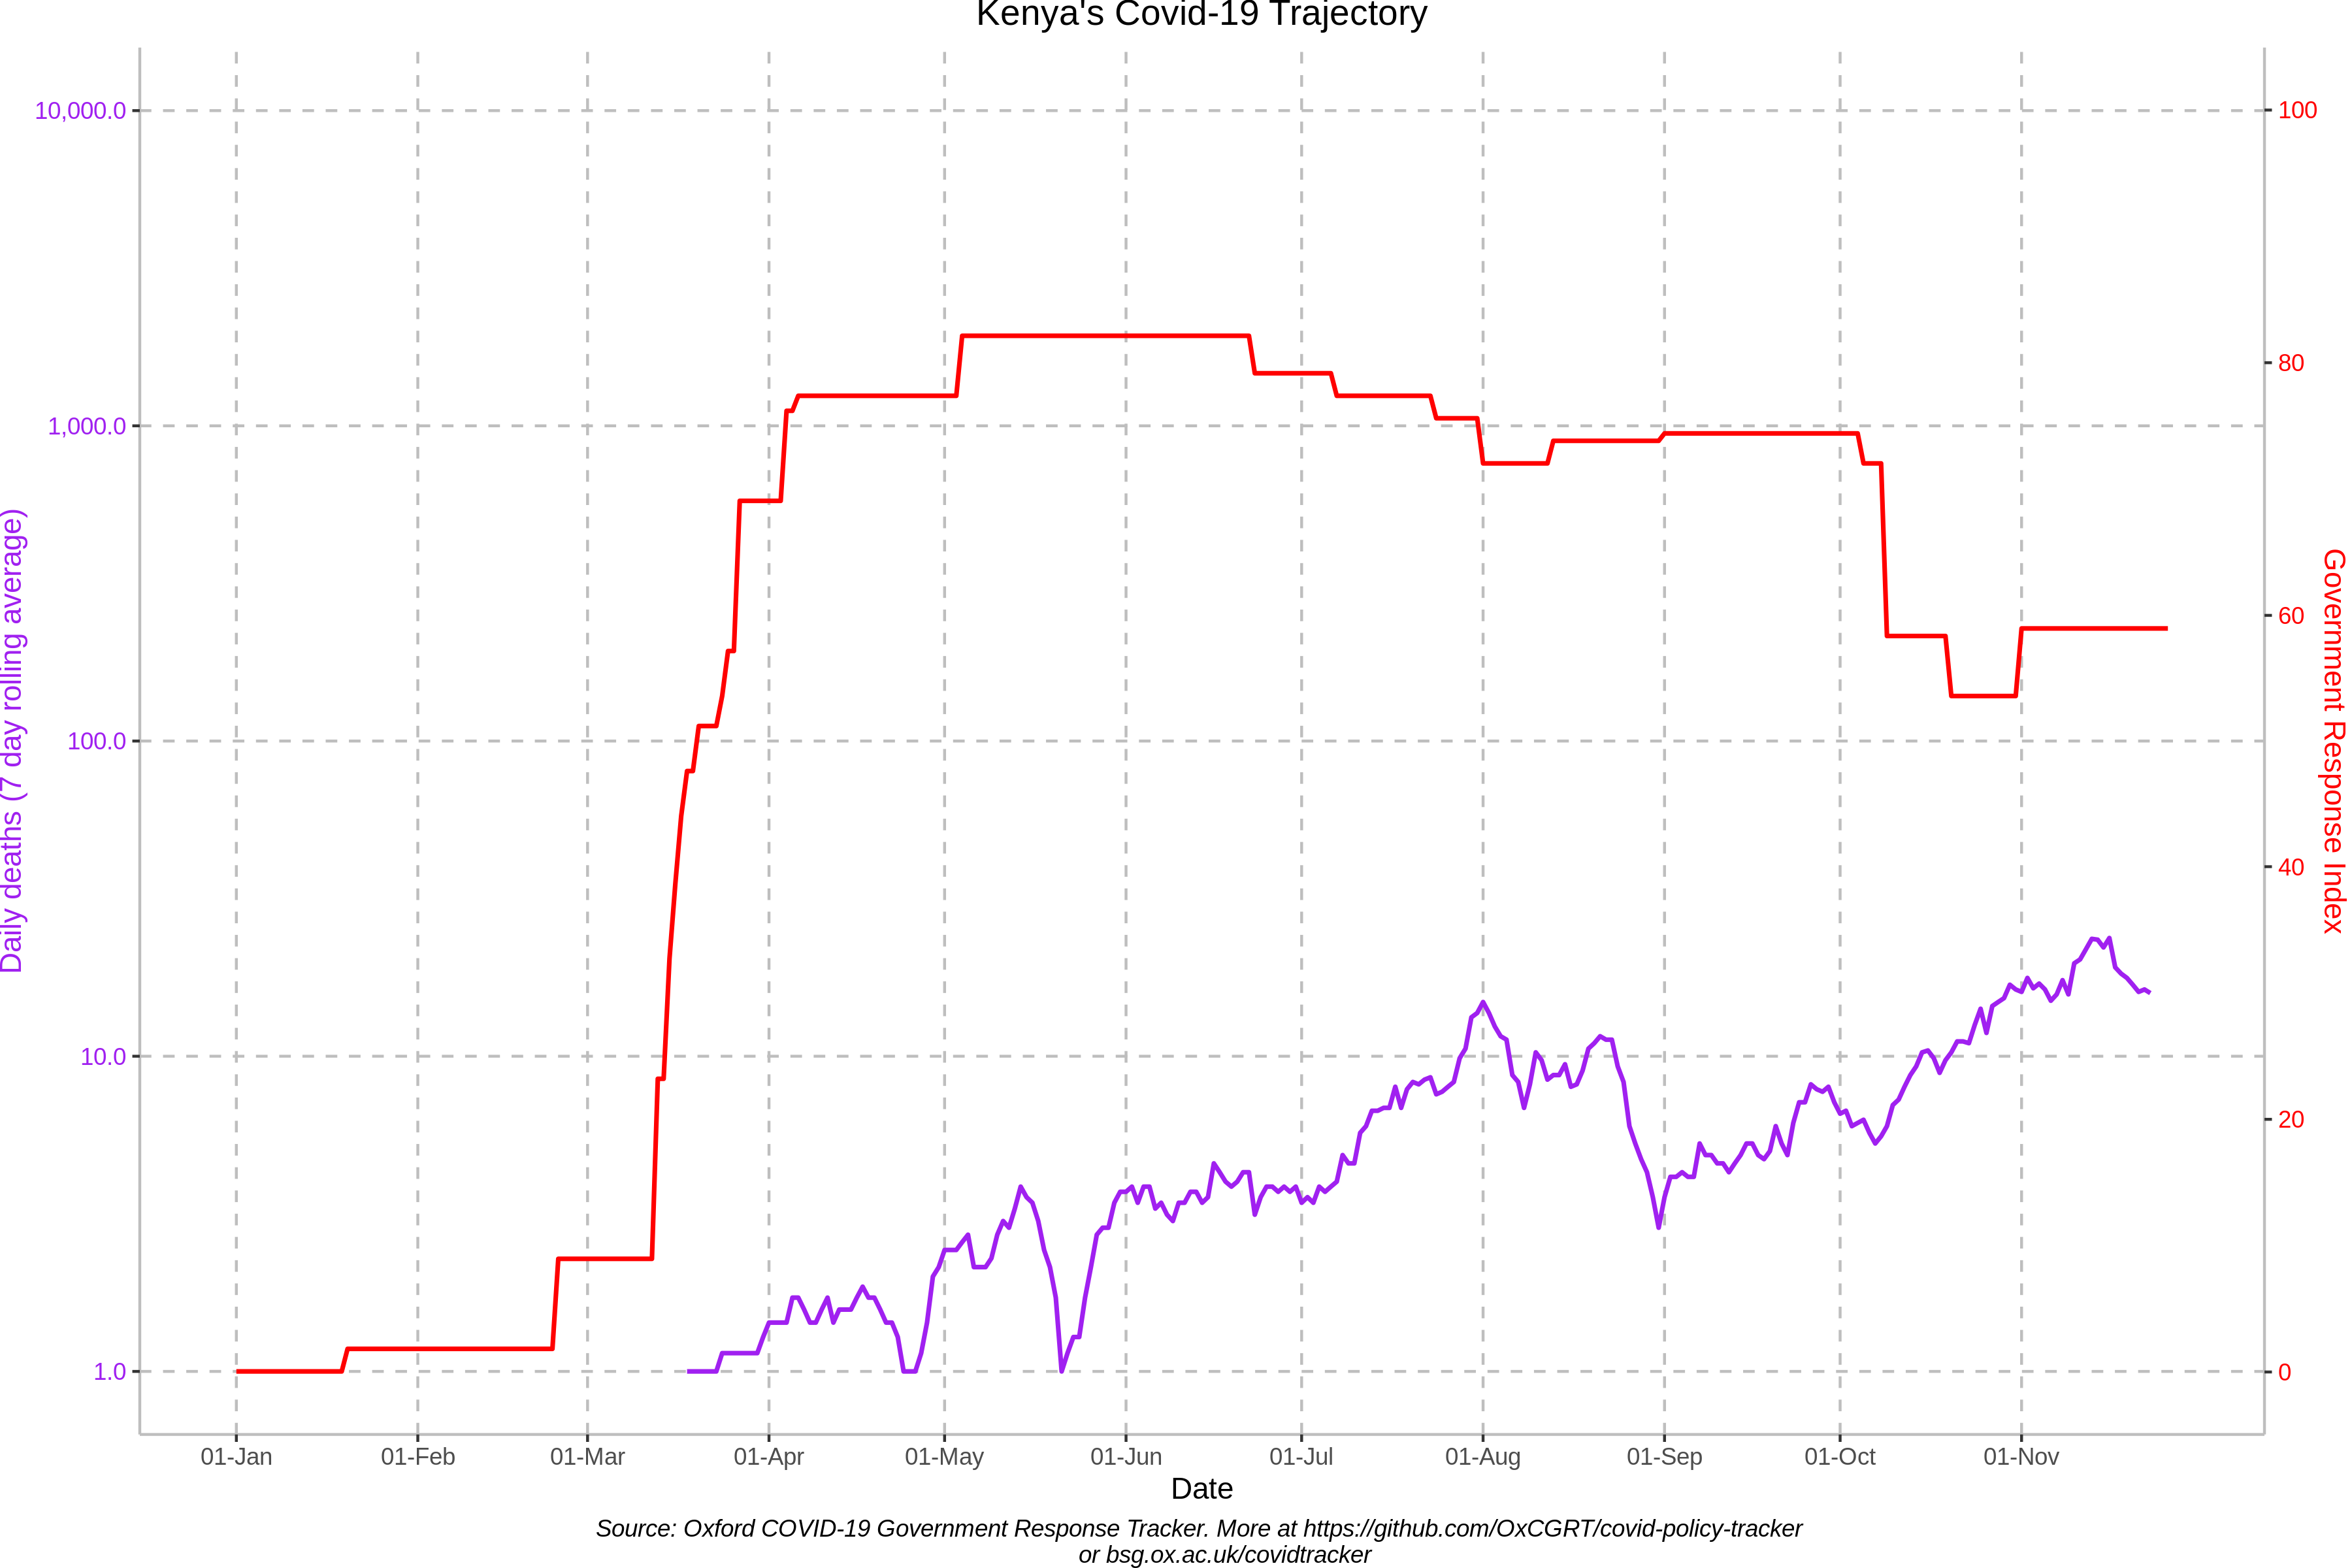 Kenya's Covid-19 Trajectory
10,000.0
1,000.0
100.0
10.0
1.0
Daily deaths (7 day rolling average)
100
80
60
40
20
0
Government Response Index
01-Jan
01-Feb
01-Mar
01-Apr
01-May
01-Jun
01-Jul
01-Aug
01-Sep
01-Oct
01-Nov
Date
Source: Oxford COVID-19 Government Response Tracker. More at https://github.com/OxCGRT/covid-policy-tracker
or bsg.ox.ac.uk/covidtracker